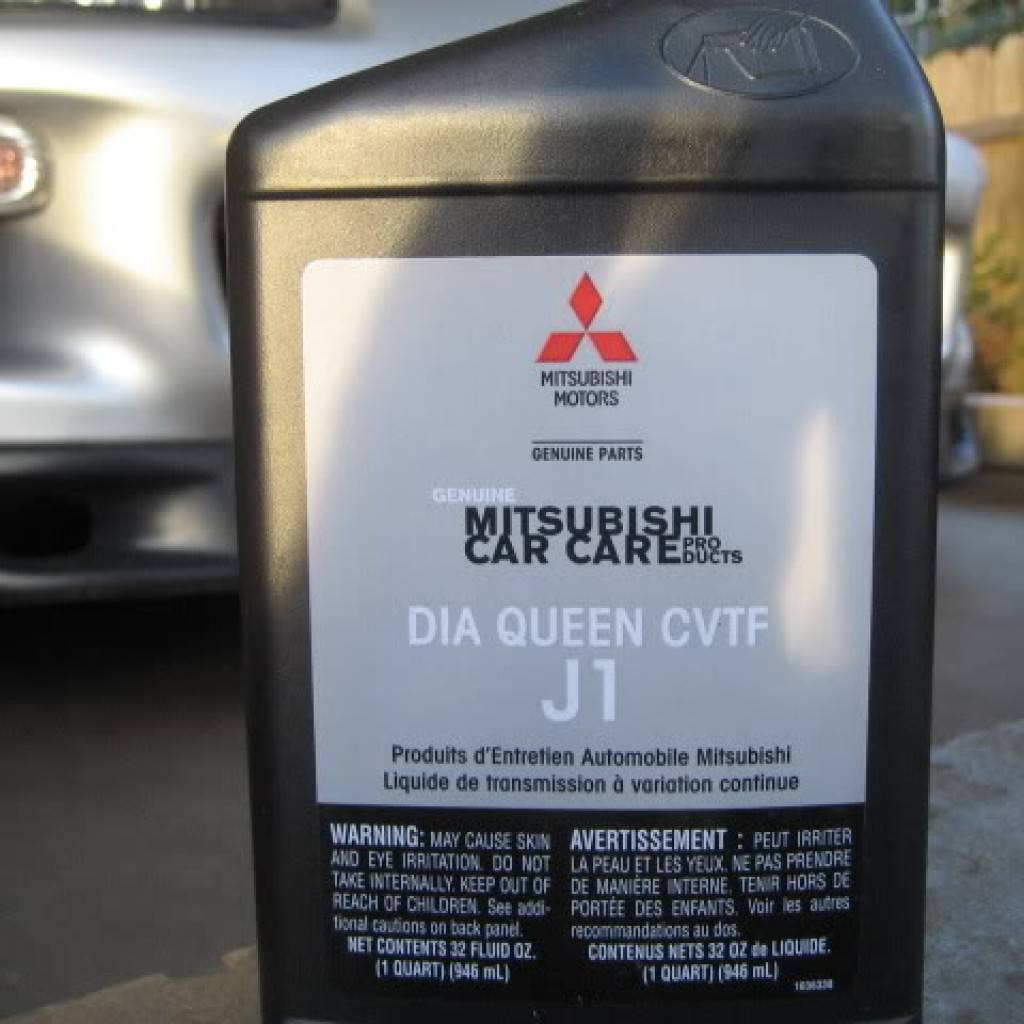 MITSUBISHI
MOTORS
GENUINE PARTS
GENUINE
MITSUBISHI
CAR CARE PRO
DUCTS
DIA QUEEN CVTF
J1
Produits d'Entretien Automobile Mitsubishi
Liquide de transmission à variation continue
WARNING: MAY CAUSE SKIN
AND EYE IRRITATION. DO NOT
TAKE INTERNALLY. KEEP OUT OF
REACH OF CHILDREN. See addi-
tional cautions on back panel.
NET CONTENTS 32 FLUID OZ.
(1 QUART) (946 mL)
AVERTISSEMENT : PEUT IRRITER
LA PEAU ET LES YEUX. NE PAS PRENDRE
DE MANIÈRE INTERNE. TENIR HORS DE
PORTÉE DES ENFANTS. Voir les autres
recommandations au dos.
CONTENUS NETS 32 OZ de LIQUIDE.
(1 QUART) (946 mL)
1636338